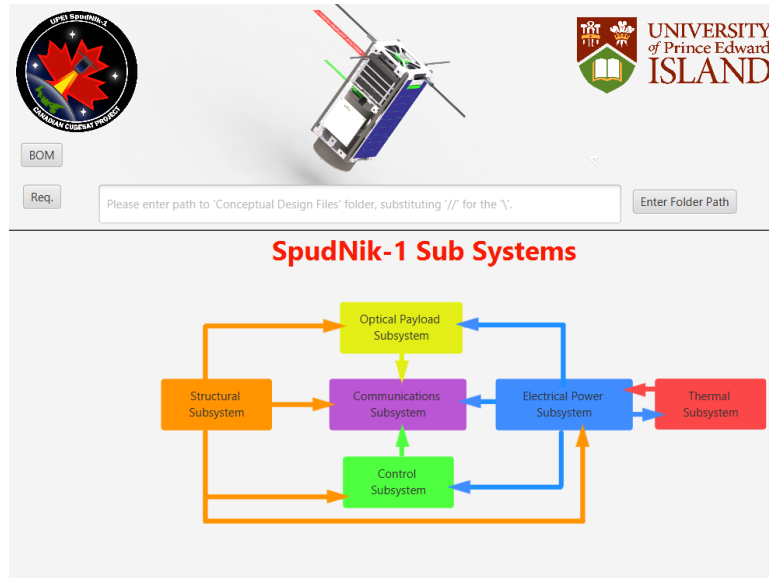 UPEI SpudNik-1
CANADIAN CUBESAT PROJECT
UNIVERSITY
of Prince Edward
ISLAND
BOM
Req.
Please enter path to 'Conceptual Design Files' folder, substituting '//' for the '\'.
Enter Folder Path
SpudNik-1 Sub Systems
Optical Payload
Subsystem
Structural
Subsystem
Communications
Subsystem
Electrical Power
Subsystem
Thermal
Subsystem
Control
Subsystem